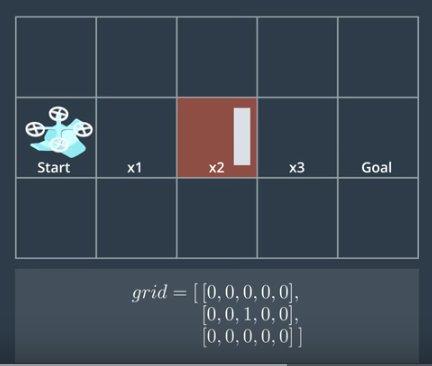 Start x1 x2 x3 Goal
grid = [ [0, 0, 0, 0, 0],
[0, 0, 1, 0, 0],
[0, 0, 0, 0, 0] ]